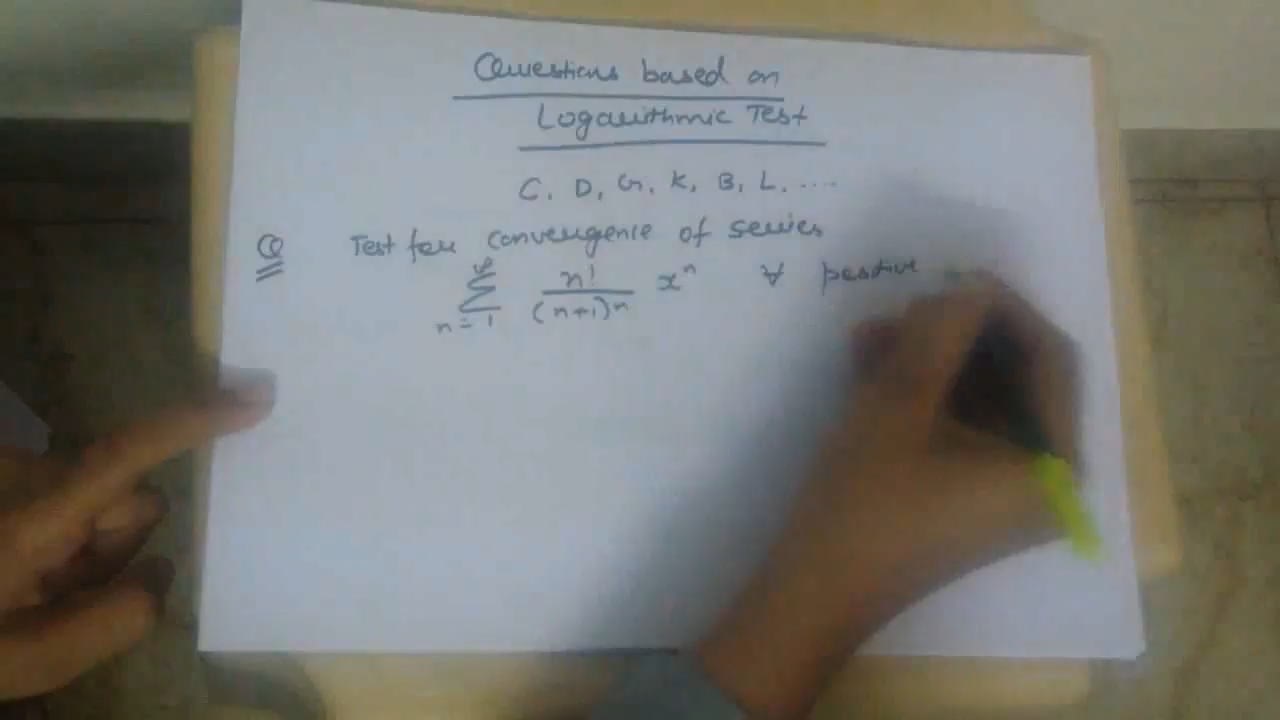 Questions based on
Logarithmic Test
C, D, G, K, B, L, ....
Q Test for convergence of series
∞ ∑ n=1 n!/(n+1)^n x^n ∀ positive